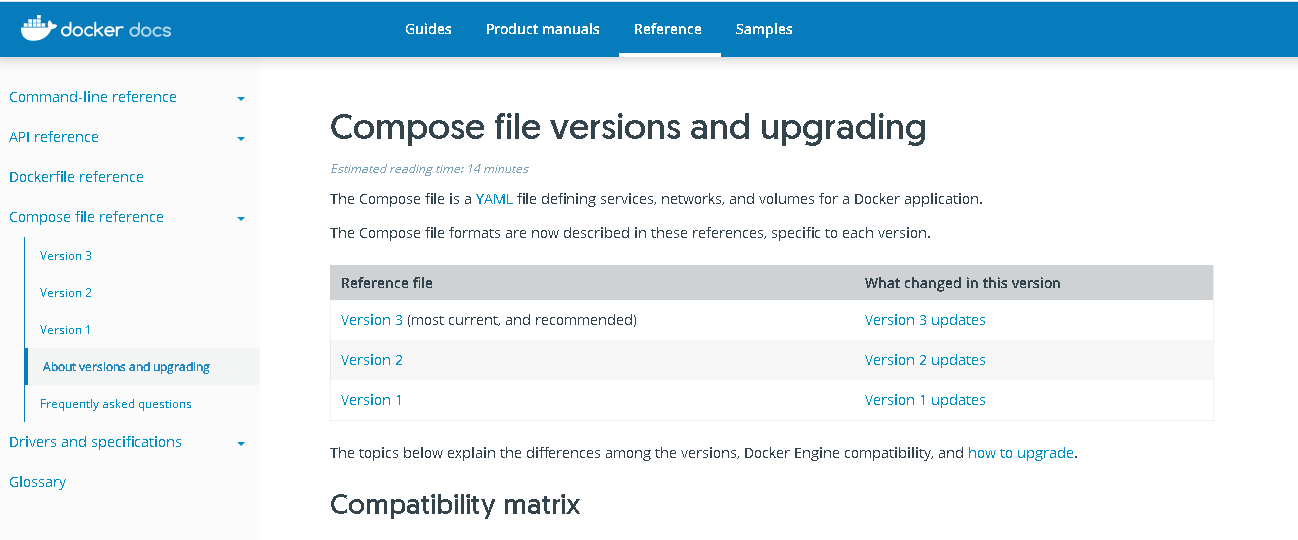 docker docs
Guides Product manuals Reference Samples
Command-line reference
API reference
Dockerfile reference
Compose file reference
Version 3
Version 2
Version 1
About versions and upgrading
Frequently asked questions
Drivers and specifications
Glossary
Compose file versions and upgrading
Estimated reading time: 14 minutes
The Compose file is a YAML file defining services, networks, and volumes for a Docker application.
The Compose file formats are now described in these references, specific to each version.
Reference file What changed in this version
Version 3 (most current, and recommended) Version 3 updates
Version 2 Version 2 updates
Version 1 Version 1 updates
The topics below explain the differences among the versions, Docker Engine compatibility, and how to upgrade.
Compatibility matrix